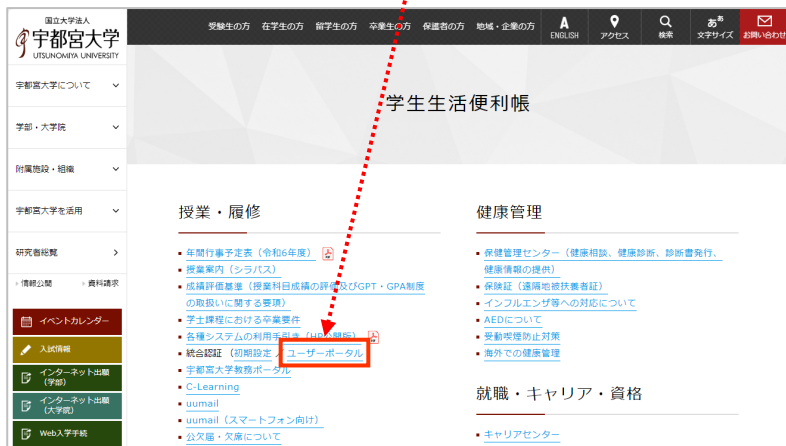 国立大学法人
宇都宮大学
UTSUNOMIYA UNIVERSITY
受験生の方 在学生の方 留学生の方 卒業生の方 保護者の方 地域・企業の方
A
ENGLISH
アクセス
検索
ああ
文字サイズ
お問い合わせ
宇都宮大学について
学部・大学院
附属施設・組織
宇都宮大学を活用
研究者総覧
情報公開 資料請求
イベントカレンダー
入試情報
インターネット出願
(学部)
インターネット出願
(大学院)
Web入学手続
学生生活便利帳
授業・履修
年間行事予定表（令和6年度）
授業案内（シラバス）
成績評価基準（授業科目成績の評価及びGPT・GPA制度
の取扱いに関する要項）
学士課程における卒業要件
各種システムの利用手引き（HP公開版）
統合認証 （初期設定 / ユーザーポータル
宇都宮大学教務ポータル
C-Learning
uumail
uumail（スマートフォン向け）
公欠届・欠席について
健康管理
保健管理センター（健康相談、健康診断、診断書発行、
健康情報の提供）
保険証（遠隔地被扶養者証）
インフルエンザ等への対応について
AEDについて
受動喫煙防止対策
海外での健康管理
就職・キャリア・資格
キャリアセンター